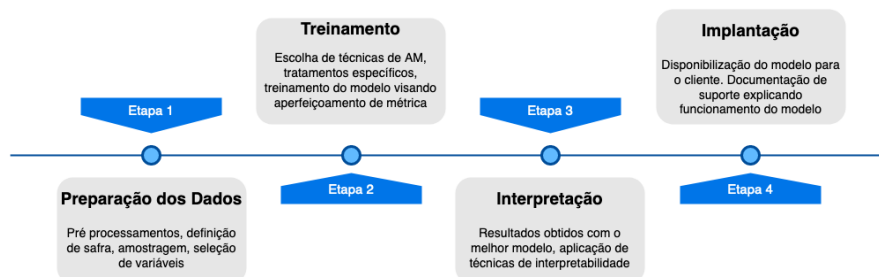 Treinamento
Escolha de técnicas de AM,
tratamentos específicos,
treinamento do modelo visando
aperfeiçoamento de métrica
Implantação
Disponibilização do modelo para
o cliente. Documentação de
suporte explicando
funcionamento do modelo
Etapa 1
Etapa 3
Etapa 2
Etapa 4
Preparação dos Dados
Pré processamentos, definição
de safra, amostragem, seleção
de variáveis
Interpretação
Resultados obtidos com o
melhor modelo, aplicação de
técnicas de interpretabilidade